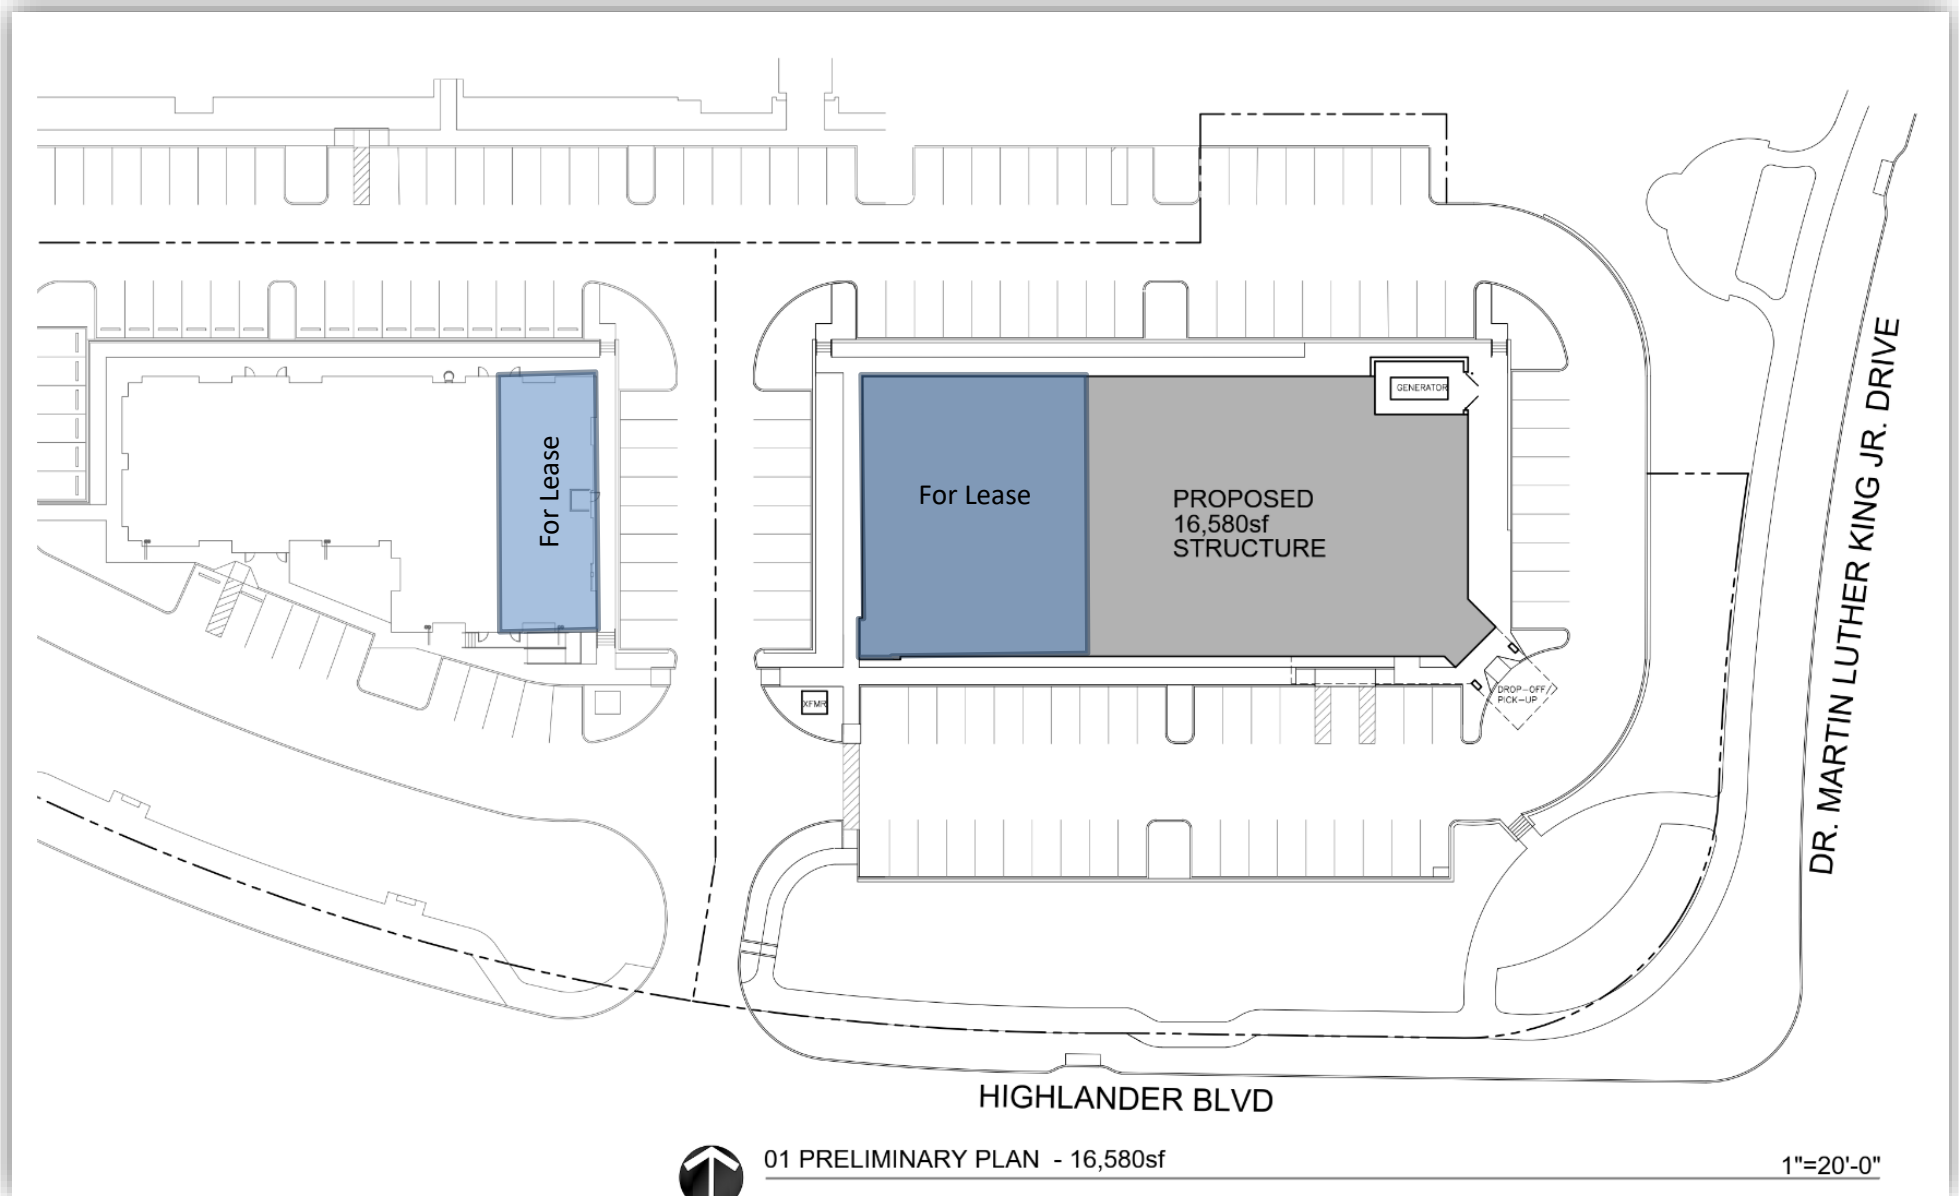 GENERATOR
For Lease
For Lease
PROPOSED
16,580sf
STRUCTURE
DROP-OFF/
PICK-UP
XFMR
DR. MARTIN LUTHER KING JR. DRIVE
HIGHLANDER BLVD
01 PRELIMINARY PLAN - 16,580sf
1"=20'-0"